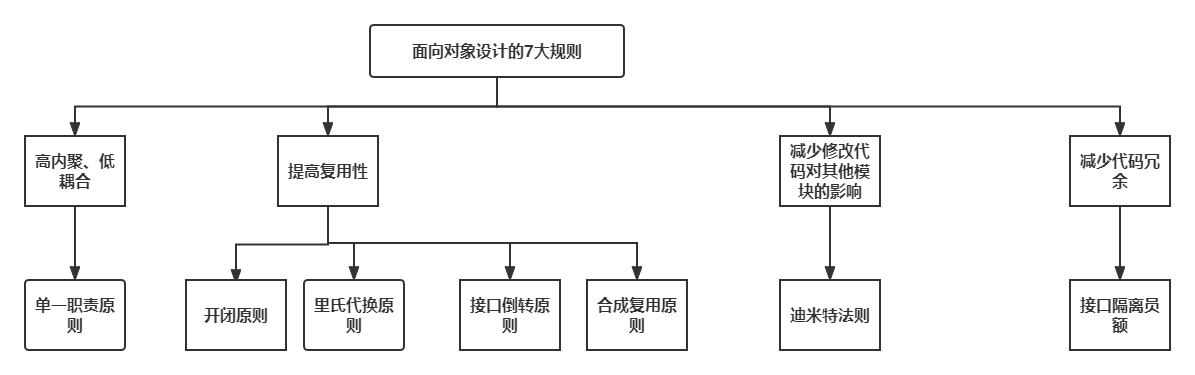 面向对象设计的7大规则
高内聚、低
耦合
提高复用性
减少修改代
码对其他模
块的影响
减少代码冗
余
单一职责原
则
开闭原则
里氏代换原
则
接口倒转原
则
合成复用原
则
迪米特法则
接口隔离员
额